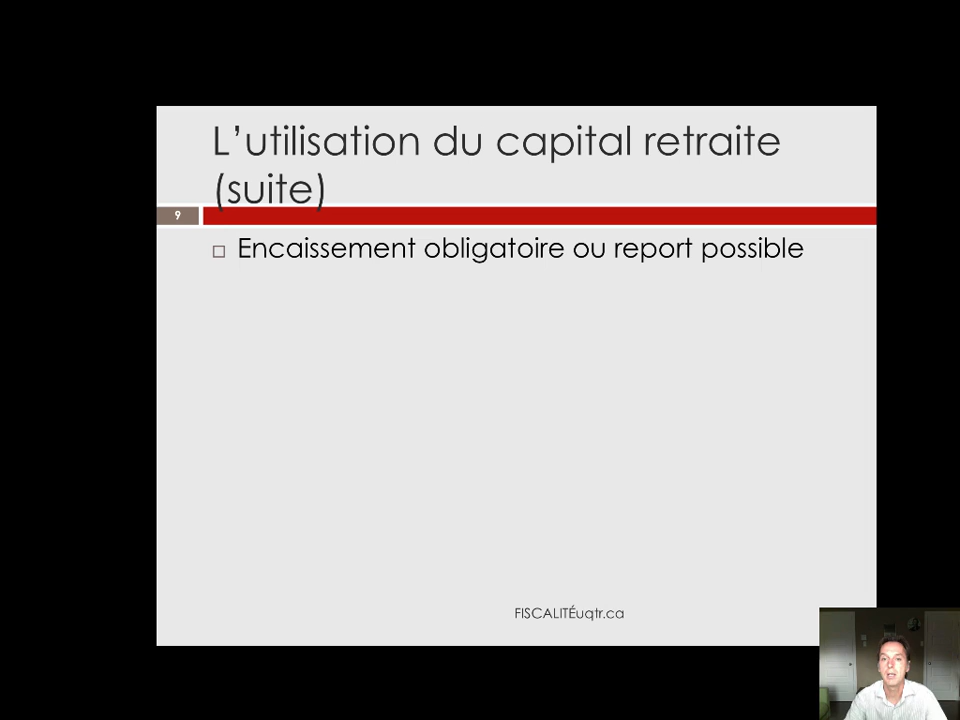 L'utilisation du capital retraite
(suite)
9
Encaissement obligatoire ou report possible
FISCALITÉuqtr.ca